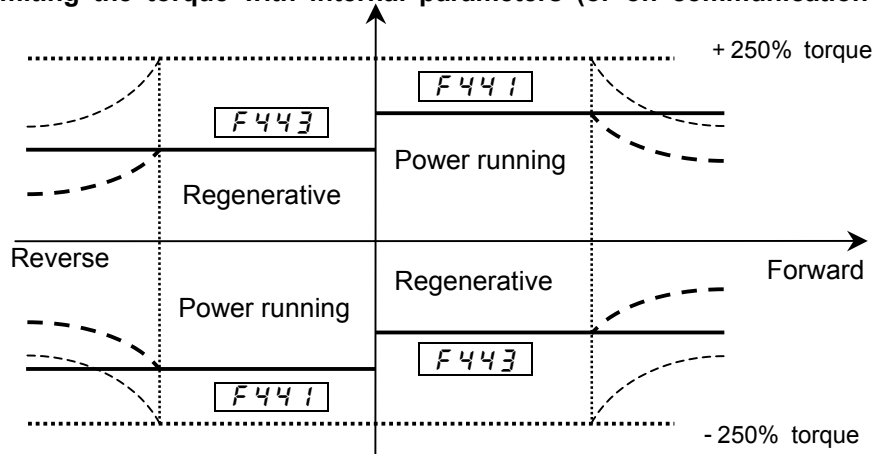 the torque with internal parameters (or on communication
+ 250% torque
F441
F443
Power running
Regenerative
Reverse
Forward
Regenerative
Power running
F443
F441
- 250% torque